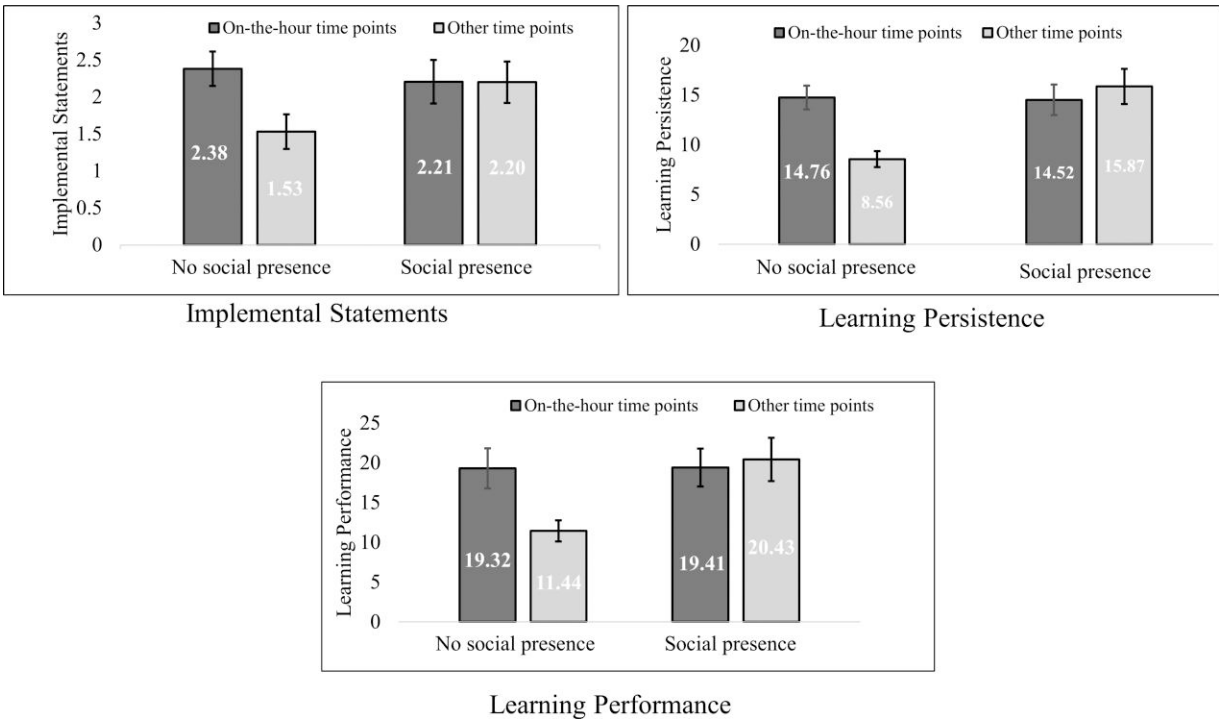 On-the-hour time points Other time points
Implemental Statements
3
2.5
2
1.5
1
0.5
0
2.38
1.53
2.21
2.20
No social presence Social presence
Implemental Statements
On-the-hour time points Other time points
Learning Persistence
20
15
10
5
0
14.76
8.56
14.52
15.87
No social presence Social presence
Learning Persistence
On-the-hour time points Other time points
Learning Performance
25
20
15
10
5
0
19.32
11.44
19.41
20.43
No social presence Social presence
Learning Performance